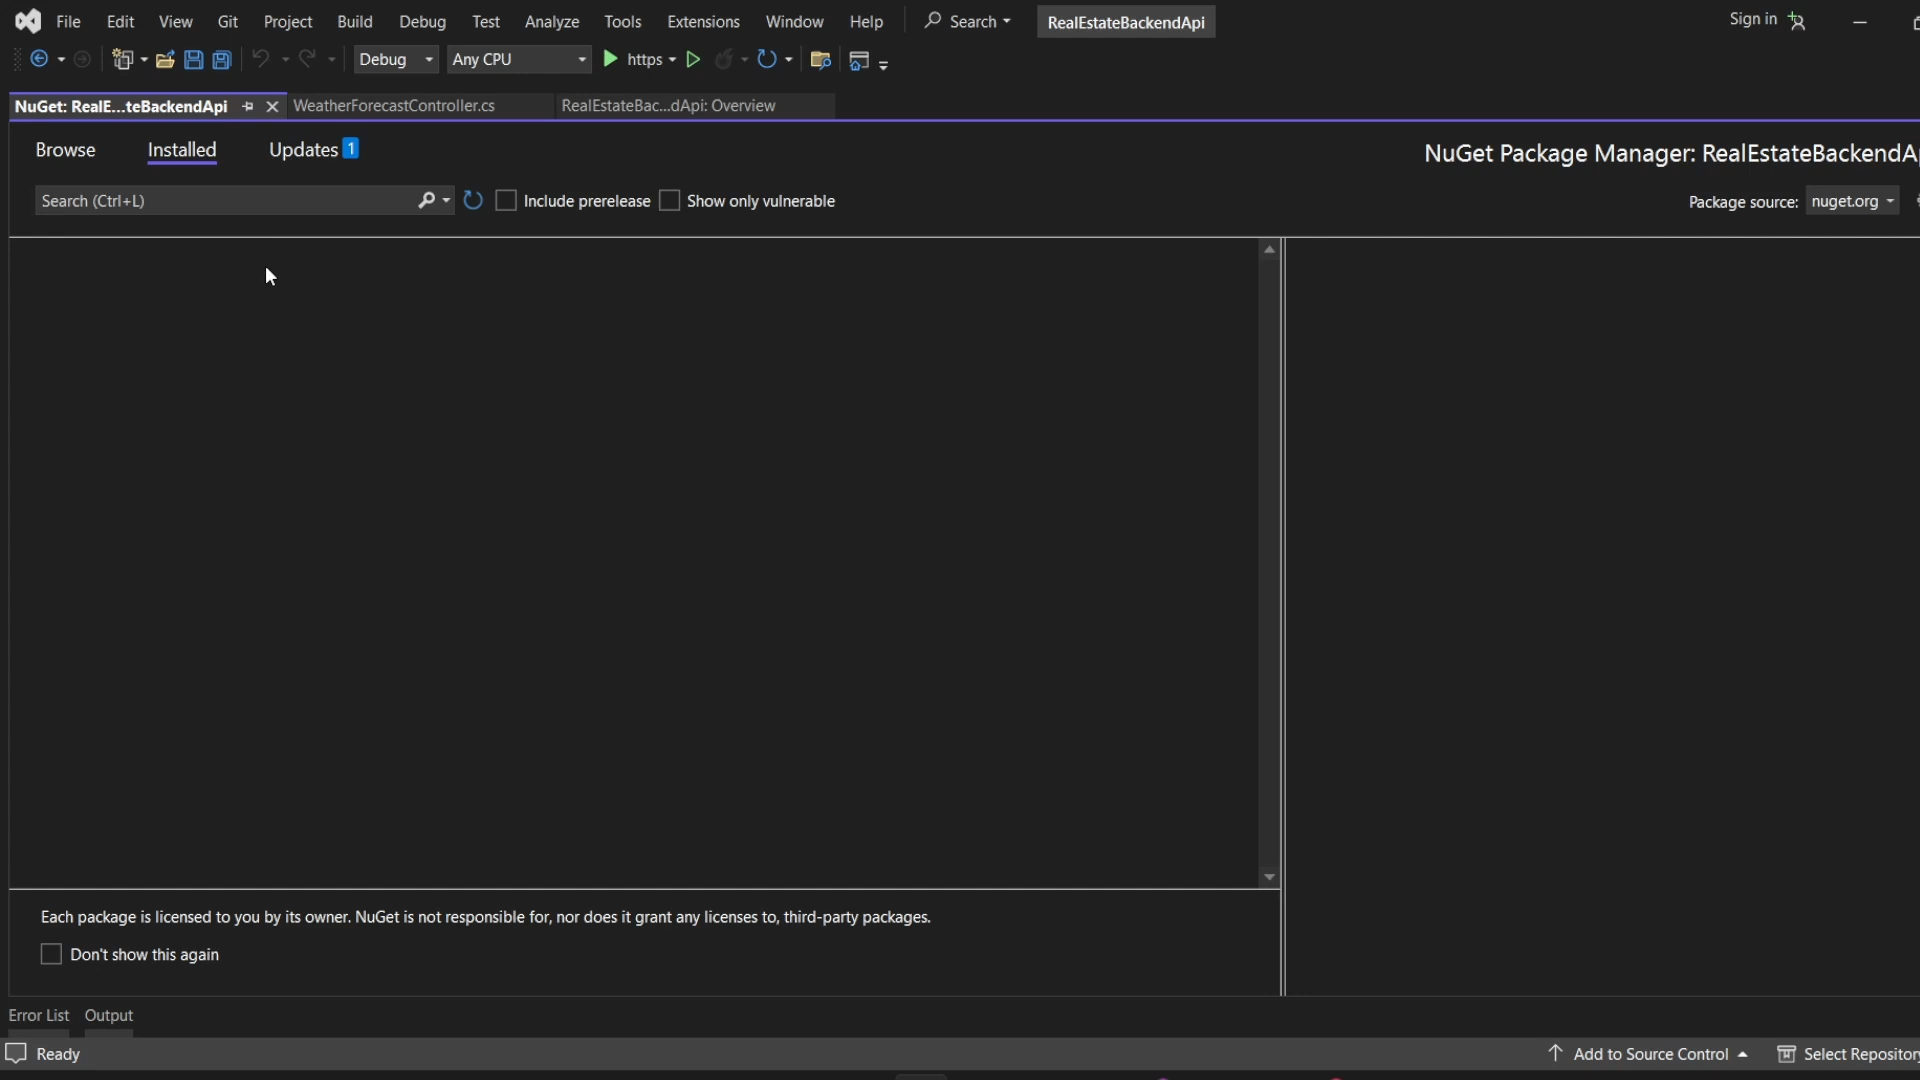 File Edit View Git Project Build Debug Test Analyze Tools Extensions Window Help Search RealEstateBackendApi Sign in
Debug Any CPU https
NuGet: RealE...teBackendApi WeatherForecastController.cs RealEstateBac...dApi: Overview
Browse Installed Updates 1
NuGet Package Manager: RealEstateBackendA
Search (Ctrl+L) Include prerelease Show only vulnerable
Package source: nuget.org
Each package is licensed to you by its owner. NuGet is not responsible for, nor does it grant any licenses to, third-party packages.
Don't show this again
Error List Output
Ready Add to Source Control Select Repository